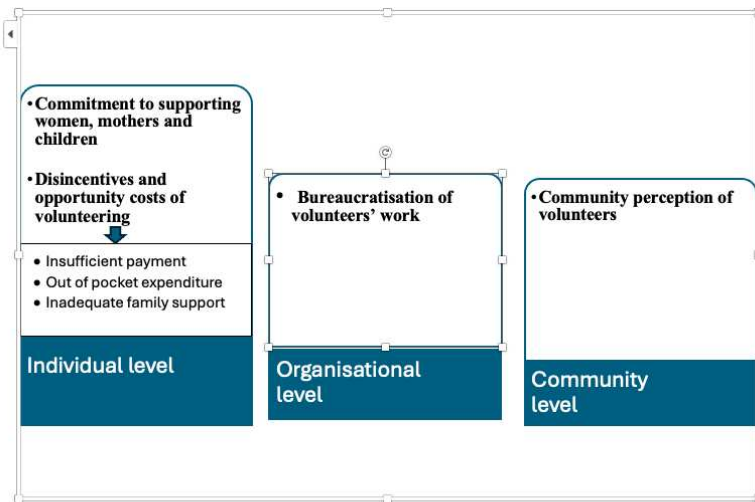 •Commitment to supporting
women, mothers and
children
•Disincentives and
opportunity costs of
volunteering
• Insufficient payment
• Out of pocket expenditure
• Inadequate family support
Individual level
• Bureaucratisation of
volunteers’ work
Organisational
level
•Community perception of
volunteers
Community
level